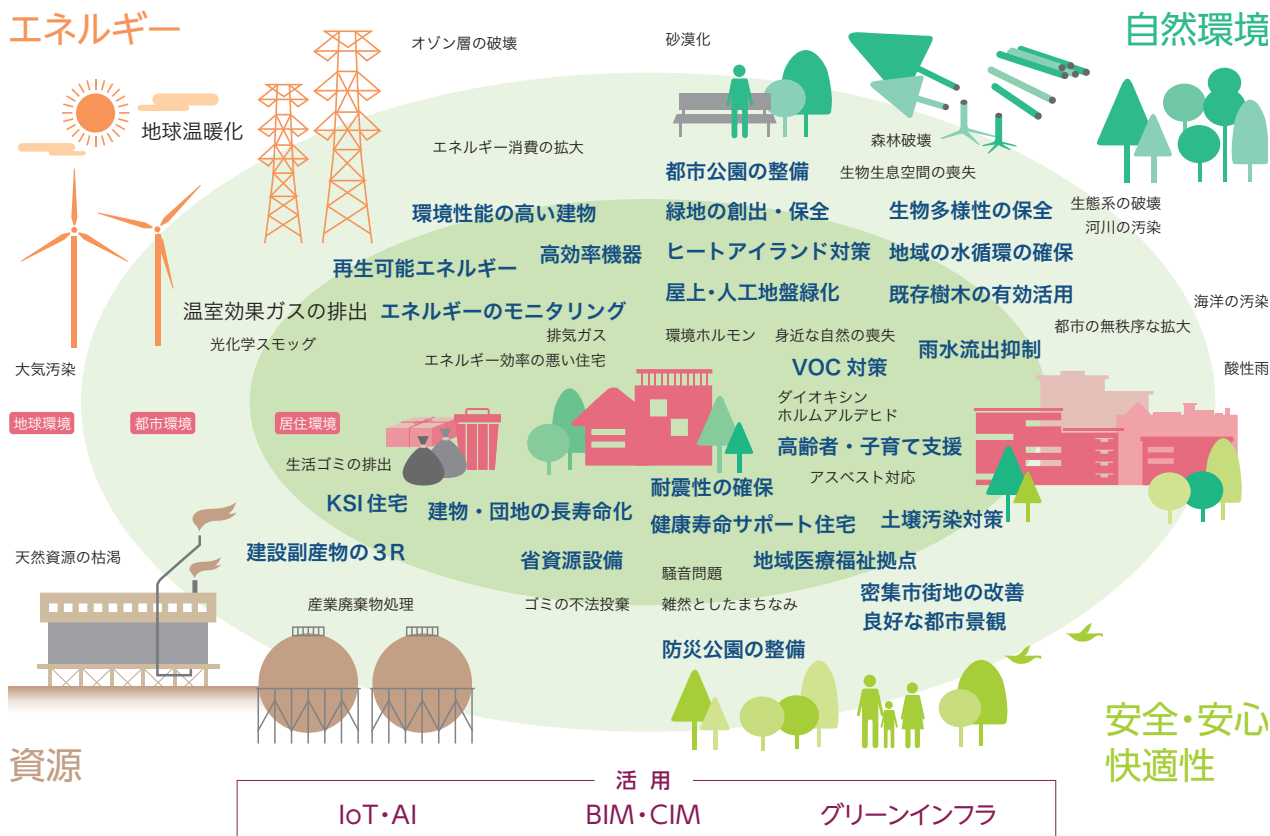 エネルギー
自然環境
オゾン層の破壊
砂漠化
地球温暖化
エネルギー消費の拡大
森林破壊
都市公園の整備
生物生息空間の喪失
環境性能の高い建物
緑地の創出・保全
生物多様性の保全
生態系の破壊
河川の汚染
再生可能エネルギー
高効率機器
ヒートアイランド対策
地域の水循環の確保
屋上・人工地盤緑化
既存樹木の有効活用
海洋の汚染
温室効果ガスの排出
エネルギーのモニタリング
都市の無秩序な拡大
光化学スモッグ
排気ガス
環境ホルモン
身近な自然の喪失
雨水流出抑制
エネルギー効率の悪い住宅
VOC 対策
大気汚染
酸性雨
ダイオキシン
ホルムアルデヒド
地球環境
都市環境
居住環境
高齢者・子育て支援
生活ゴミの排出
アスベスト対応
KSI 住宅
建物・団地の長寿命化
耐震性の確保
健康寿命サポート住宅
土壌汚染対策
天然資源の枯渇
建設副産物の3R
省資源設備
地域医療福祉拠点
騒音問題
産業廃棄物処理
ゴミの不法投棄
雑然としたまちなみ
密集市街地の改善
良好な都市景観
防災公園の整備
資源
安全・安心
快適性
活用
IoT・AI
BIM・CIM
グリーンインフラ